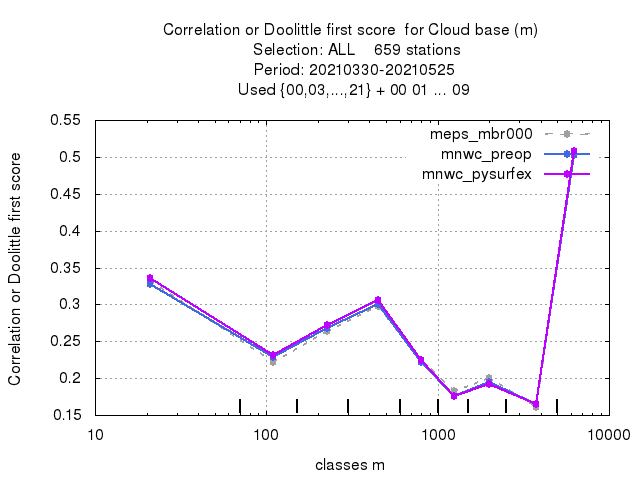 Correlation or Doolittle first score  for Cloud base (m)
Selection: ALL    659 stations
Period: 20210330-20210525
Used {00,03,...,21} + 00 01 ... 09
meps_mbr000
mnwc_preop
mnwc_pysurfex
Correlation or Doolittle first score
0.55
0.5
0.45
0.4
0.35
0.3
0.25
0.2
0.15
10 100 1000 10000
classes m